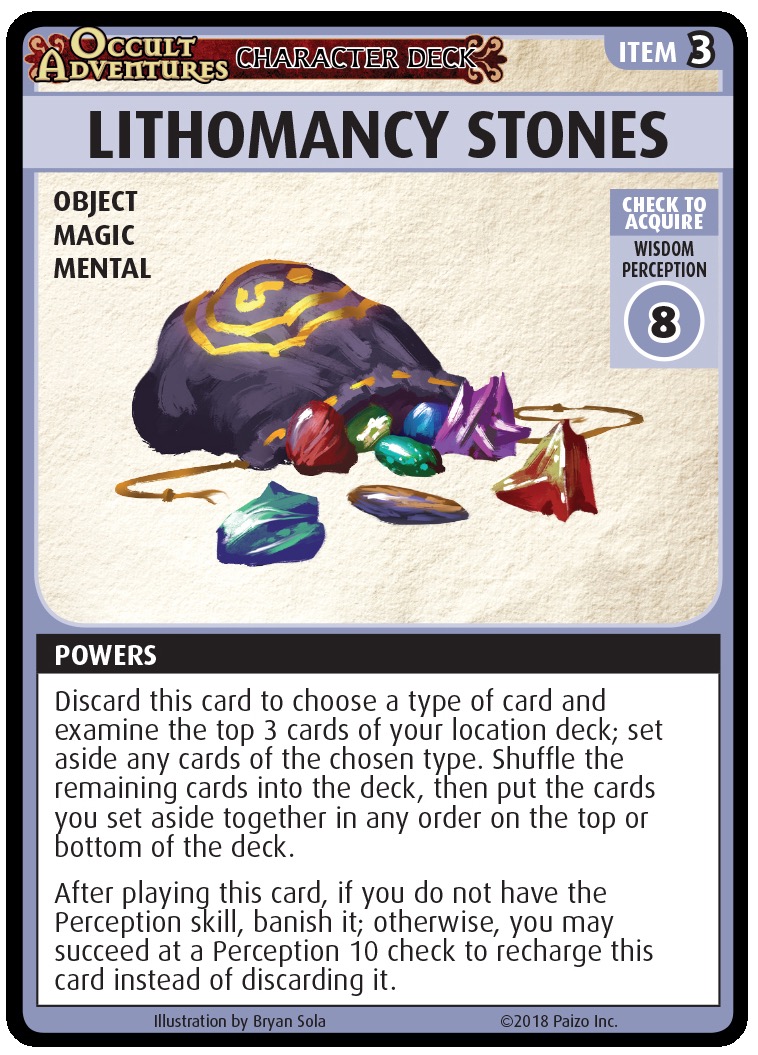 OCCULT
ADVENTURES
CHARACTER DECK
ITEM 3
LITHOMANCY STONES
OBJECT
MAGIC
MENTAL
CHECK TO
ACQUIRE
WISDOM
PERCEPTION
8
POWERS
Discard this card to choose a type of card and
examine the top 3 cards of your location deck; set
aside any cards of the chosen type. Shuffle the
remaining cards into the deck, then put the cards
you set aside together in any order on the top or
bottom of the deck.
After playing this card, if you do not have the
Perception skill, banish it; otherwise, you may
succeed at a Perception 10 check to recharge this
card instead of discarding it.
Illustration by Bryan Sola
©2018 Paizo Inc.